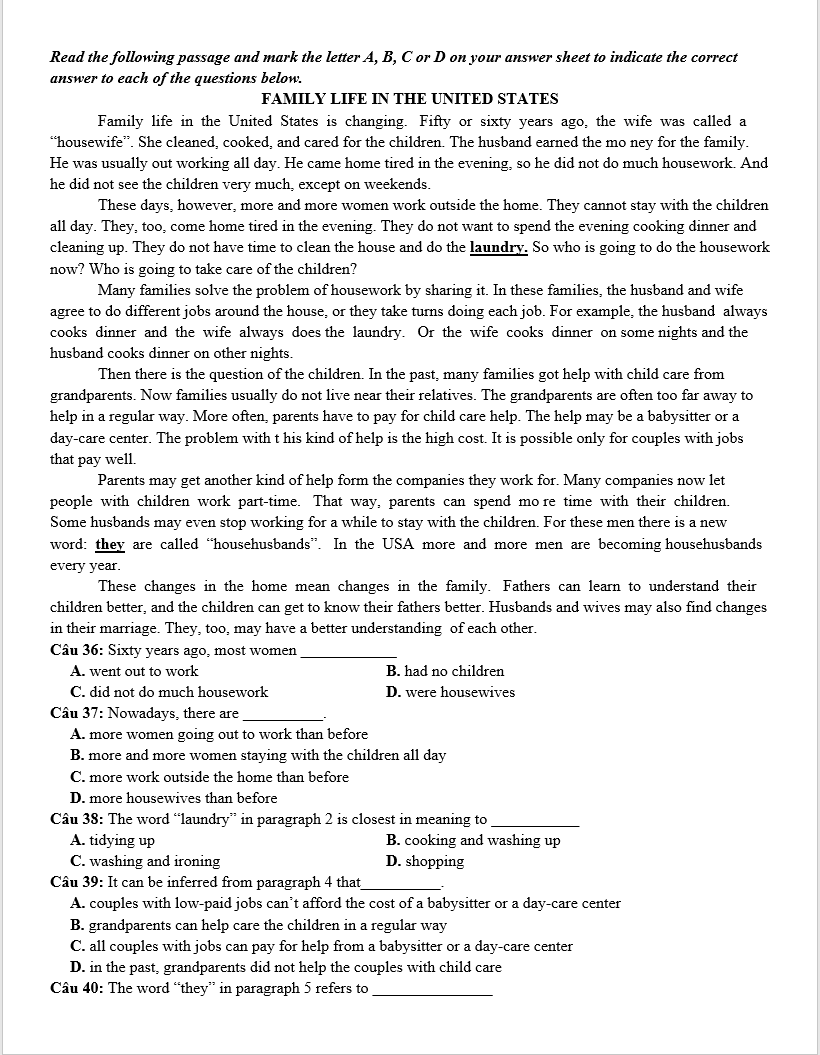 Read the following passage and mark the letter A, B, C or D on your answer sheet to indicate the correct
answer to each of the questions below.
FAMILY LIFE IN THE UNITED STATES
Family life in the United States is changing. Fifty or sixty years ago, the wife was called a
“housewife”. She cleaned, cooked, and cared for the children. The husband earned the mo ney for the family.
He was usually out working all day. He came home tired in the evening, so he did not do much housework. And
he did not see the children very much, except on weekends.
These days, however, more and more women work outside the home. They cannot stay with the children
all day. They, too, come home tired in the evening. They do not want to spend the evening cooking dinner and
cleaning up. They do not have time to clean the house and do the laundry. So who is going to do the housework
now? Who is going to take care of the children?
Many families solve the problem of housework by sharing it. In these families, the husband and wife
agree to do different jobs around the house, or they take turns doing each job. For example, the husband always
cooks dinner and the wife always does the laundry. Or the wife cooks dinner on some nights and the
husband cooks dinner on other nights.
Then there is the question of the children. In the past, many families got help with child care from
grandparents. Now families usually do not live near their relatives. The grandparents are often too far away to
help in a regular way. More often, parents have to pay for child care help. The help may be a babysitter or a
day-care center. The problem with t his kind of help is the high cost. It is possible only for couples with jobs
that pay well.
Parents may get another kind of help form the companies they work for. Many companies now let
people with children work part-time. That way, parents can spend mo re time with their children.
Some husbands may even stop working for a while to stay with the children. For these men there is a new
word: they are called “househusbands”. In the USA more and more men are becoming househusbands
every year.
These changes in the home mean changes in the family. Fathers can learn to understand their
children better, and the children can get to know their fathers better. Husbands and wives may also find changes
in their marriage. They, too, may have a better understanding of each other.
Câu 36: Sixty years ago, most women _____________
A. went out to work B. had no children
C. did not do much housework D. were housewives
Câu 37: Nowadays, there are ___________.
A. more women going out to work than before
B. more and more women staying with the children all day
C. more work outside the home than before
D. more housewives than before
Câu 38: The word “laundry” in paragraph 2 is closest in meaning to ____________
A. tidying up B. cooking and washing up
C. washing and ironing D. shopping
Câu 39: It can be inferred from paragraph 4 that___________.
A. couples with low-paid jobs can’t afford the cost of a babysitter or a day-care center
B. grandparents can help care the children in a regular way
C. all couples with jobs can pay for help from a babysitter or a day-care center
D. in the past, grandparents did not help the couples with child care
Câu 40: The word “they” in paragraph 5 refers to ________________